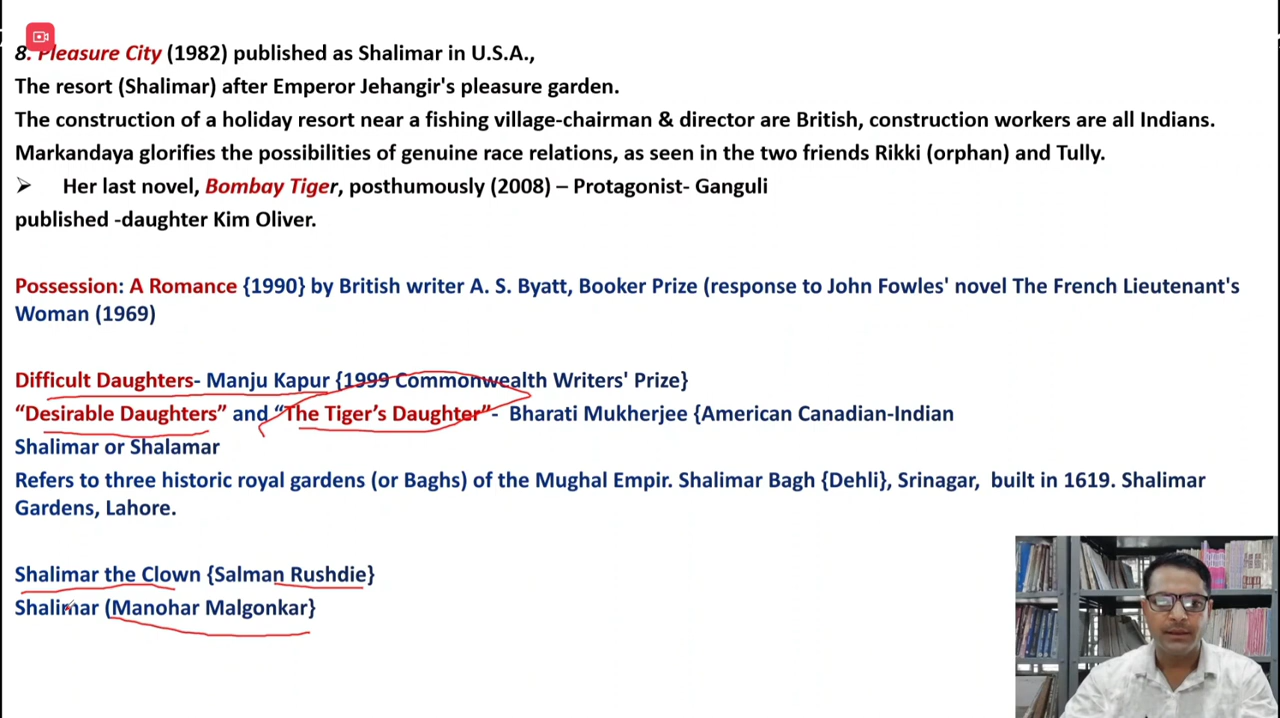 8. Pleasure City (1982) published as Shalimar in U.S.A.,
The resort (Shalimar) after Emperor Jehangir's pleasure garden.
The construction of a holiday resort near a fishing village-chairman & director are British, construction workers are all Indians.
Markandaya glorifies the possibilities of genuine race relations, as seen in the two friends Rikki (orphan) and Tully.
➢ Her last novel, Bombay Tiger, posthumously (2008) – Protagonist- Ganguli
published -daughter Kim Oliver.
Possession: A Romance {1990} by British writer A. S. Byatt, Booker Prize (response to John Fowles' novel The French Lieutenant's
Woman (1969)
Difficult Daughters- Manju Kapur {1999 Commonwealth Writers' Prize}
“Desirable Daughters” and “The Tiger’s Daughter”- Bharati Mukherjee {American Canadian-Indian
Shalimar or Shalamar
Refers to three historic royal gardens (or Baghs) of the Mughal Empir. Shalimar Bagh {Dehli}, Srinagar, built in 1619. Shalimar
Gardens, Lahore.
Shalimar the Clown {Salman Rushdie}
Shalimar (Manohar Malgonkar}